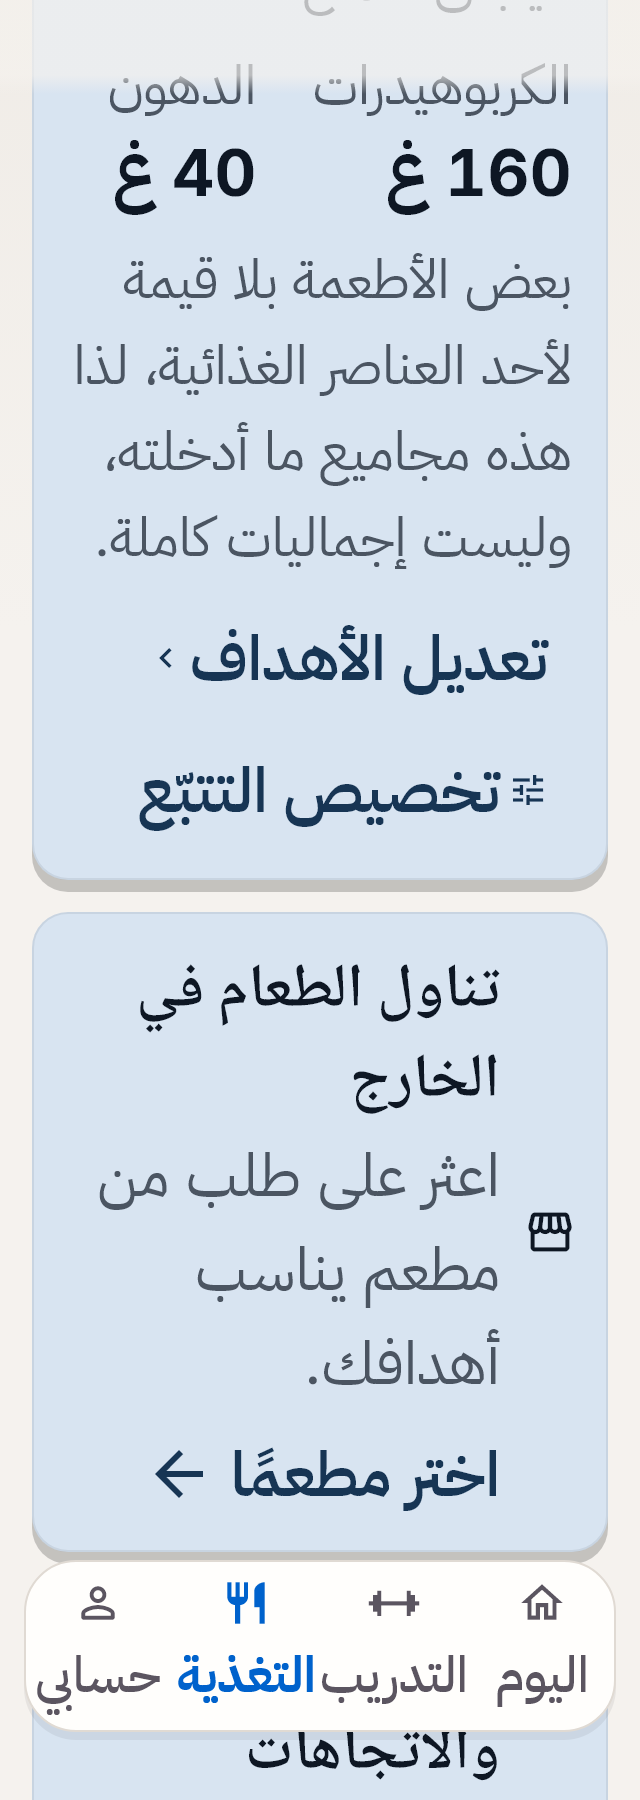 الكربوهيدرات الدهون
160 غ 40 غ
بعض الأطعمة بلا قيمة
لأحد العناصر الغذائية، لذا
هذه مجاميع ما أدخلته،
وليست إجماليات كاملة.
تعديل الأهداف
تخصيص التتبّع
تناول الطعام في
الخارج
اعثر على طلب من
مطعم يناسب
أهدافك.
اختر مطعمًا
اليوم التدريب التغذية حسابي
والاتجاهات